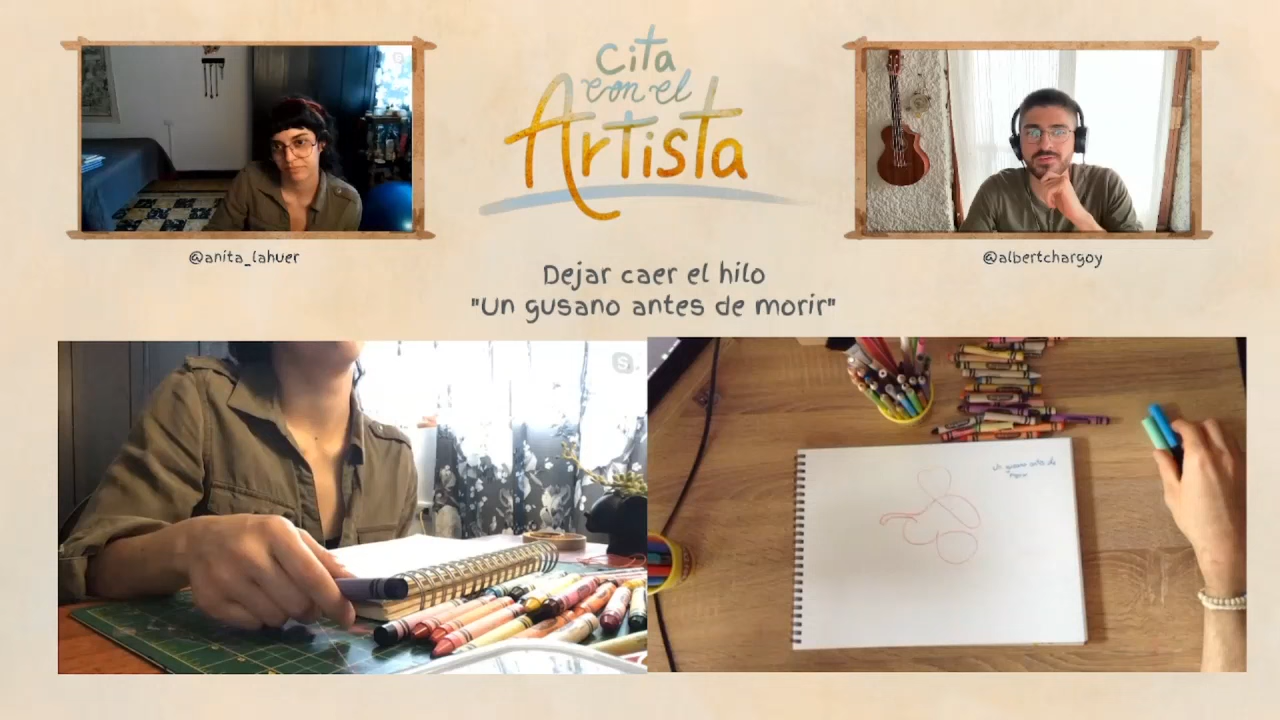 Cita
con el
Artista
@anita_lahuer
@albertchargoy
Dejar caer el hilo
"Un gusano antes de morir"
Un gusano antes de
morir